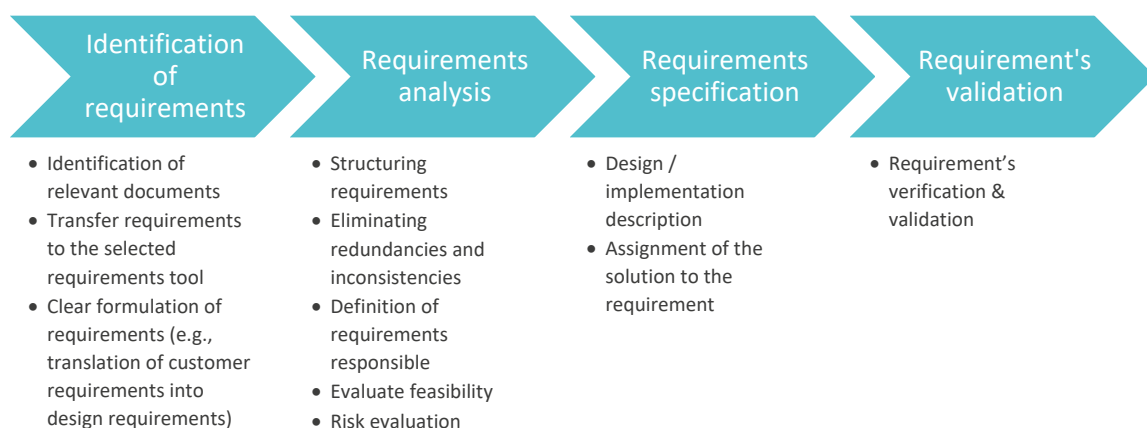 Identification
of
requirements
Requirements
analysis
Requirements
specification
Requirement's
validation
• Identification of
relevant documents
• Transfer requirements
to the selected
requirements tool
• Clear formulation of
requirements (e.g.,
translation of customer
requirements into
design requirements)
• Structuring
requirements
• Eliminating
redundancies and
inconsistencies
• Definition of
requirements
responsible
• Evaluate feasibility
• Risk evaluation
• Design /
implementation
description
• Assignment of the
solution to the
requirement
• Requirement’s
verification &
validation